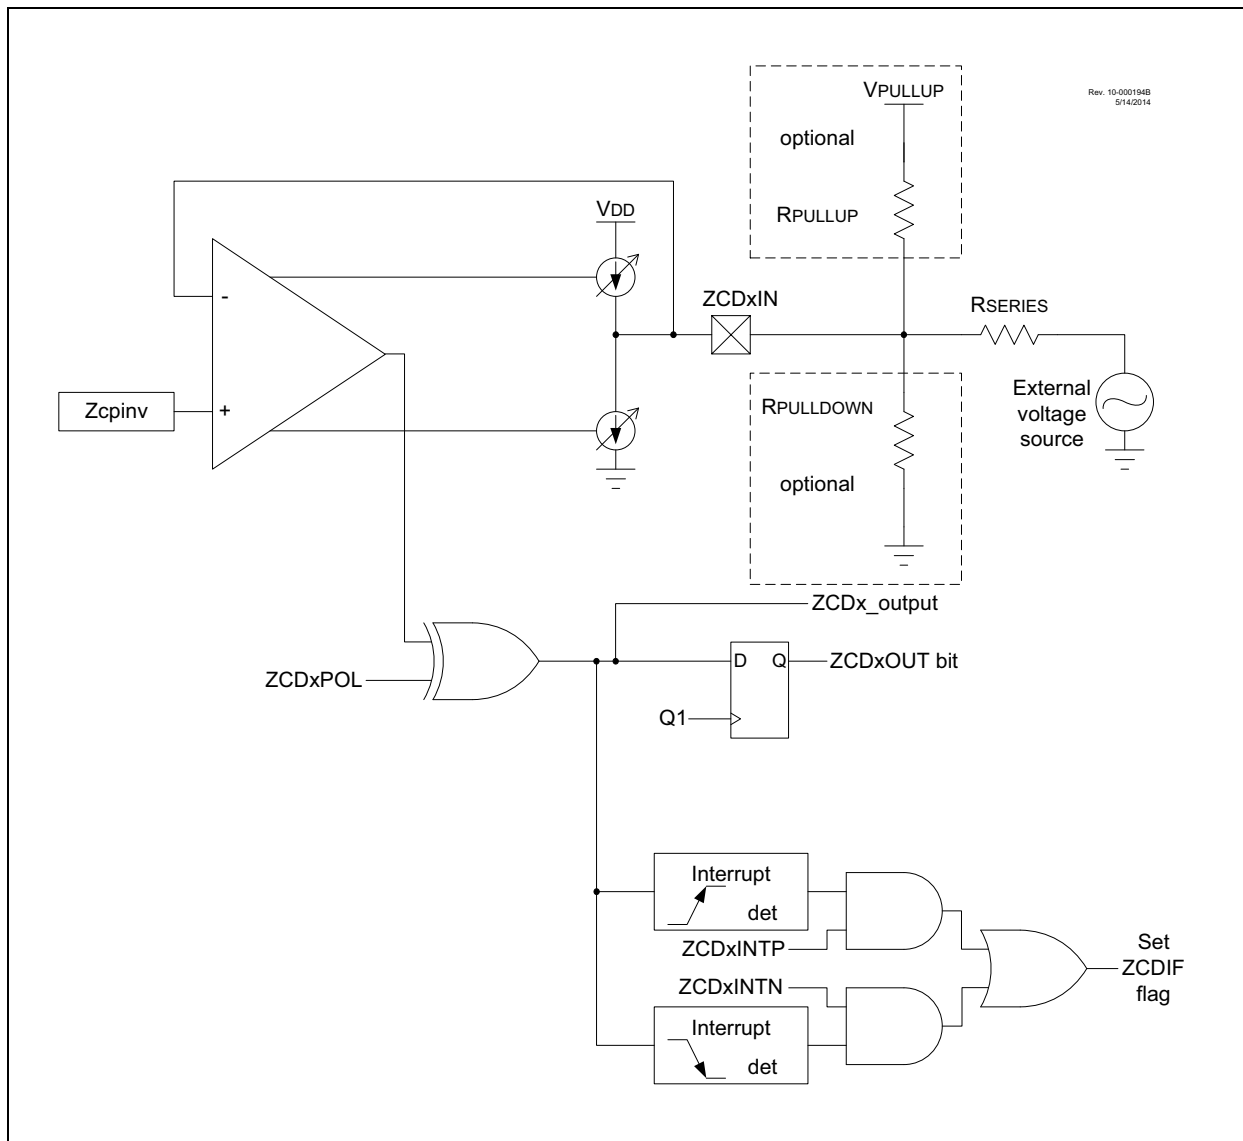 Rev. 10-000194B
5/14/2014
VPULLUP
optional
RPULLUP
VDD
-
ZCDxIN
RSERIES
Zcpinv
+
RPULLDOWN
External
voltage
source
optional
ZCDx_output
ZCDxPOL
D Q
ZCDxOUT bit
Q1
Interrupt
det
ZCDxINTP
ZCDxINTN
Interrupt
det
Set
ZCDIF
flag